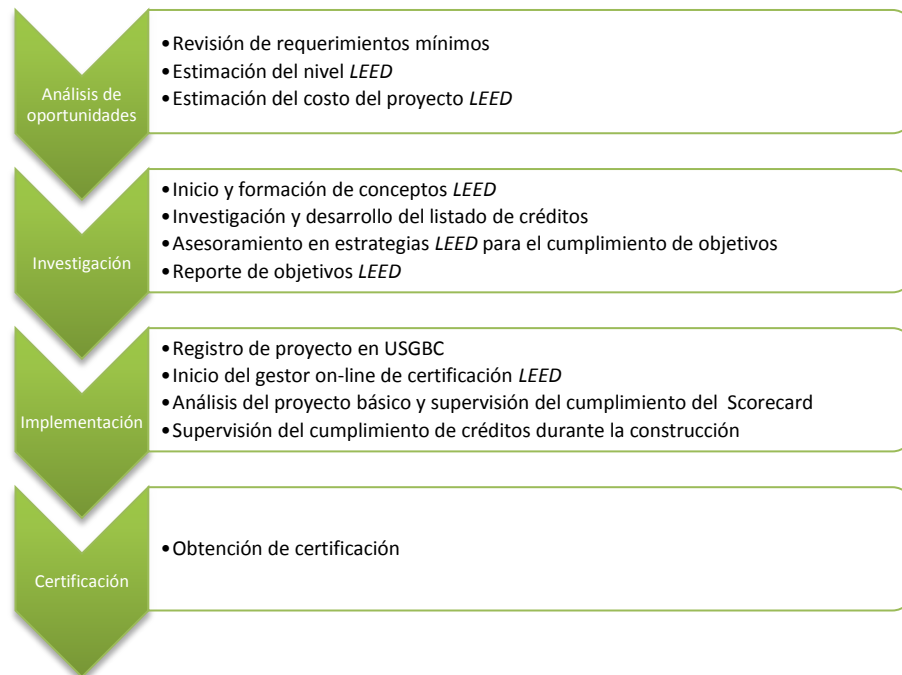 Análisis de
oportunidades
•Revisión de requerimientos mínimos
•Estimación del nivel LEED
•Estimación del costo del proyecto LEED
Investigación
•Inicio y formación de conceptos LEED
•Investigación y desarrollo del listado de créditos
•Asesoramiento en estrategias LEED para el cumplimiento de objetivos
•Reporte de objetivos LEED
Implementación
•Registro de proyecto en USGBC
•Inicio del gestor on-line de certificación LEED
•Análisis del proyecto básico y supervisión del cumplimiento del Scorecard
•Supervisión del cumplimiento de créditos durante la construcción
Certificación
•Obtención de certificación